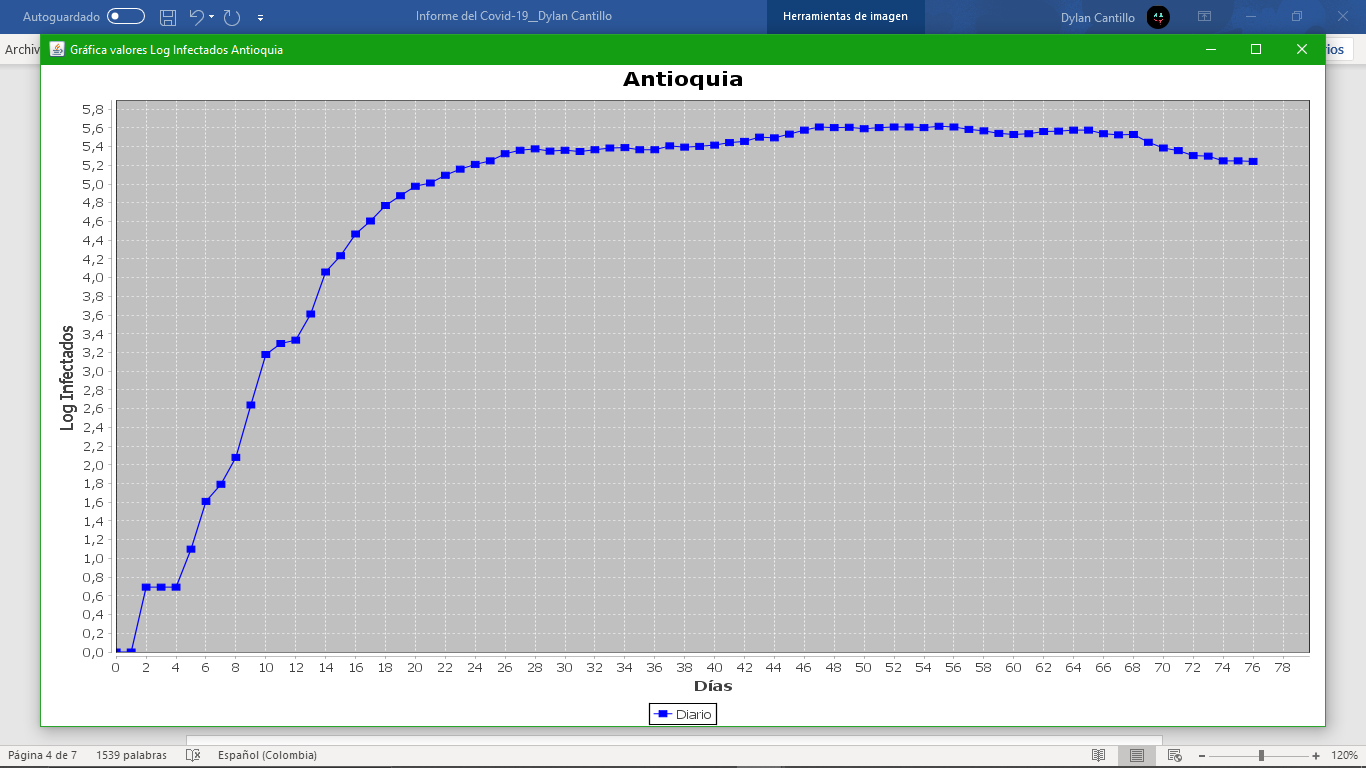 Autoguardado
Informe del Covid-19__Dylan Cantillo
Herramientas de imagen
Dylan Cantillo
Archiv
rios
Gráfica valores Log Infectados Antioquia
Antioquia
5,8
5,6
5,4
5,2
5,0
4,8
4,6
4,4
4,2
4,0
3,8
3,6
3,4
3,2
3,0
2,8
2,6
2,4
2,2
2,0
1,8
1,6
1,4
1,2
1,0
0,8
0,6
0,4
0,2
0,0
Log Infectados
0 2 4 6 8 10 12 14 16 18 20 22 24 26 28 30 32 34 36 38 40 42 44 46 48 50 52 54 56 58 60 62 64 66 68 70 72 74 76 78
Días
Diario
Página 4 de 7 1539 palabras Español (Colombia) 120%